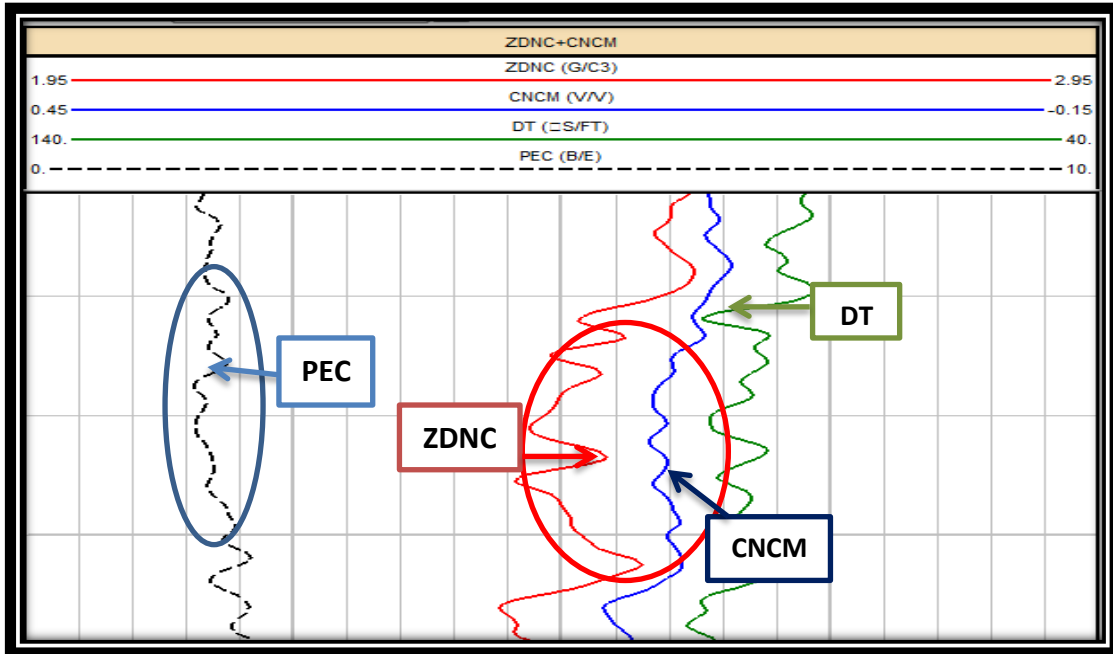 ZDNC+CNCM
ZDNC (G/C3)
1.95 2.95
CNCM (V/V)
0.45 -0.15
DT (□S/FT)
140. 40.
PEC (B/E)
0. 10.
DT
PEC
ZDNC
CNCM